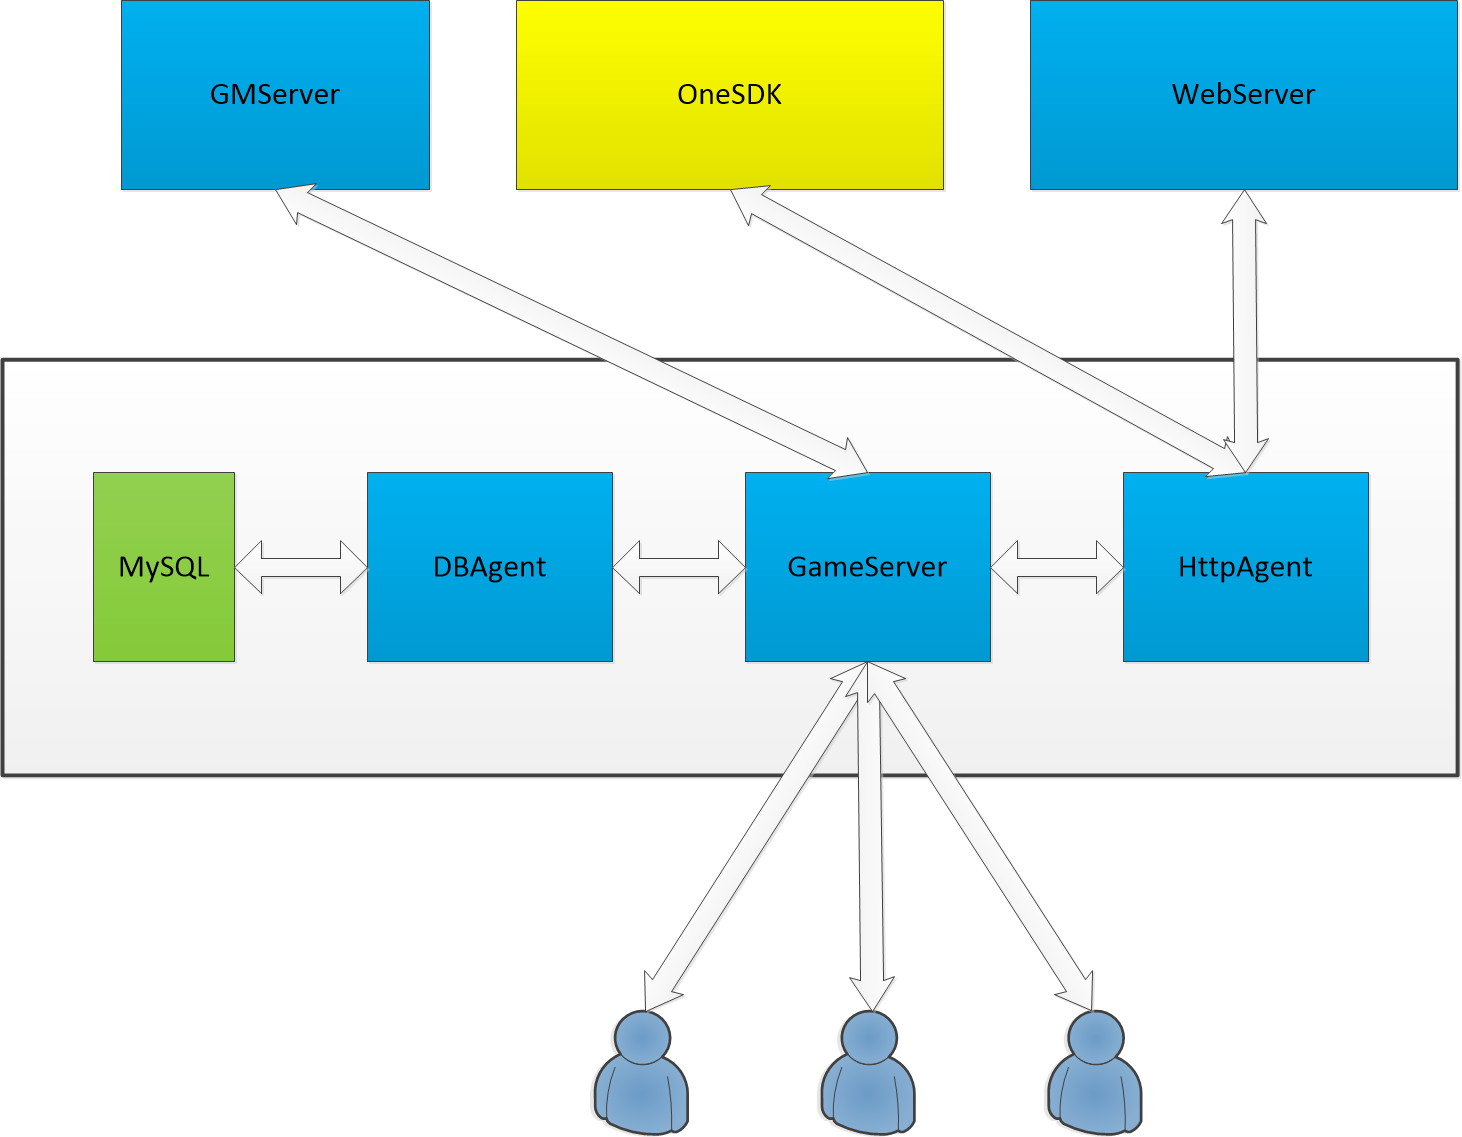 GMServer
OneSDK
WebServer
MySQL
DBAgent
GameServer
HttpAgent